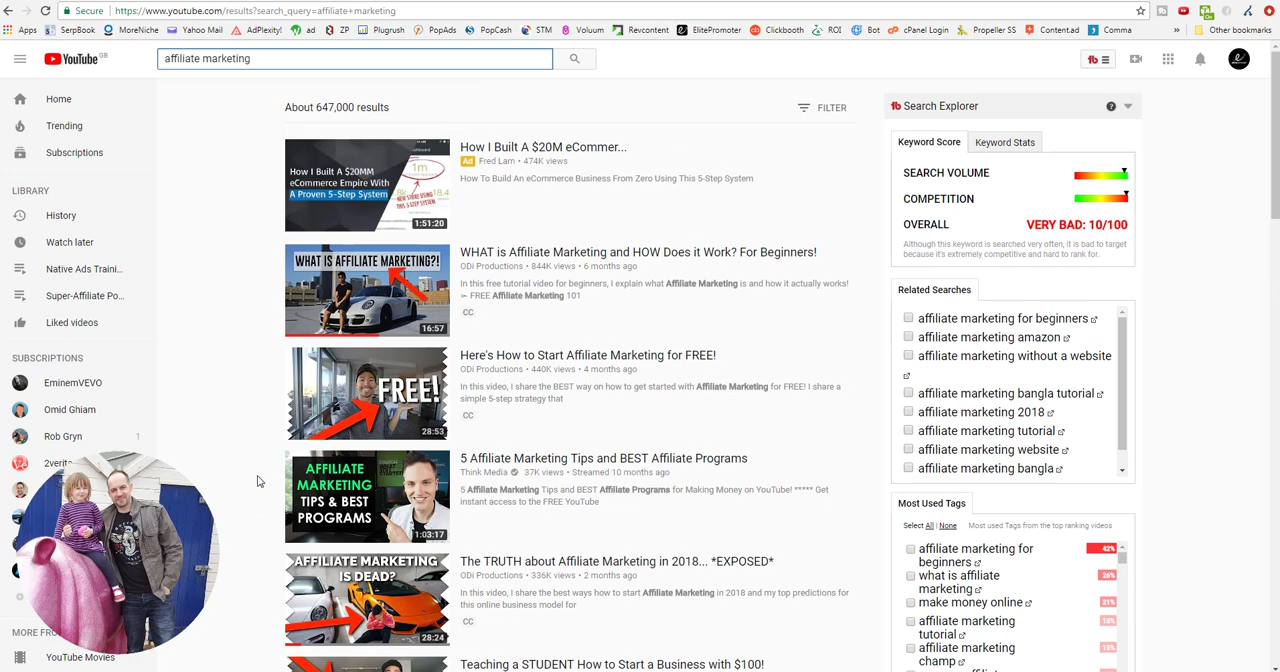 Secure
https://www.youtube.com/results?search_query=affiliate+marketing
Apps
SerpBook
MoreNiche
Yahoo Mail
AdPlexity!
ad
ZP
Plugrush
PopAds
PopCash
STM
Voluum
Revcontent
ElitePromoter
Clickbooth
ROI
Bot
cPanel Login
Propeller SS
Content.ad
Comma
»
Other bookmarks
YouTube GB
affiliate marketing
Home
Trending
Subscriptions
LIBRARY
History
Watch later
Native Ads Traini...
Super-Affiliate Po...
Liked videos
SUBSCRIPTIONS
EminemVEVO
Omid Ghiam
Rob Gryn 1
2verita
MORE FRO
YouTube Movies
About 647,000 results
FILTER
How I Built A $20MM
eCommerce Empire With
A Proven 5-Step System
1m
1:51:20
How I Built A $20M eCommer...
Ad Fred Lam • 474K views
How To Build An eCommerce Business From Zero Using This 5-Step System
WHAT IS AFFILIATE MARKETING?!
16:57
WHAT is Affiliate Marketing and HOW Does it Work? For Beginners!
ODi Productions • 844K views • 6 months ago
In this free tutorial video for beginners, I explain what Affiliate Marketing is and how it actually works!
➢ FREE Affiliate Marketing 101
CC
FREE!
28:53
Here's How to Start Affiliate Marketing for FREE!
ODi Productions • 440K views • 4 months ago
In this video, I share the BEST way on how to get started with Affiliate Marketing for FREE! I share a
simple 5-step strategy that
CC
AFFILIATE
MARKETING
TIPS & BEST
PROGRAMS
1:03:17
5 Affiliate Marketing Tips and BEST Affiliate Programs
Think Media • 37K views • Streamed 10 months ago
5 Affiliate Marketing Tips and BEST Affiliate Programs for Making Money on YouTube! ***** Get
instant access to the FREE YouTube
AFFILIATE MARKETING
IS DEAD?
28:24
The TRUTH about Affiliate Marketing in 2018... *EXPOSED*
ODi Productions • 336K views • 2 months ago
In this video, I share the best ways how to start Affiliate Marketing in 2018 and my top predictions for
this online business model for
CC
Teaching a STUDENT How to Start a Business with $100!
tb Search Explorer
Keyword Score
Keyword Stats
SEARCH VOLUME
COMPETITION
OVERALL VERY BAD: 10/100
Although this keyword is searched very often, it is bad to target
because it's extremely competitive and hard to rank for.
Related Searches
affiliate marketing for beginners
affiliate marketing amazon
affiliate marketing without a website
affiliate marketing bangla tutorial
affiliate marketing 2018
affiliate marketing tutorial
affiliate marketing website
affiliate marketing bangla
Most Used Tags
Select All | None Most used Tags from the top ranking videos
affiliate marketing for
beginners 42%
what is affiliate
marketing 26%
make money online 21%
affiliate marketing
tutorial
affiliate marketing
champ